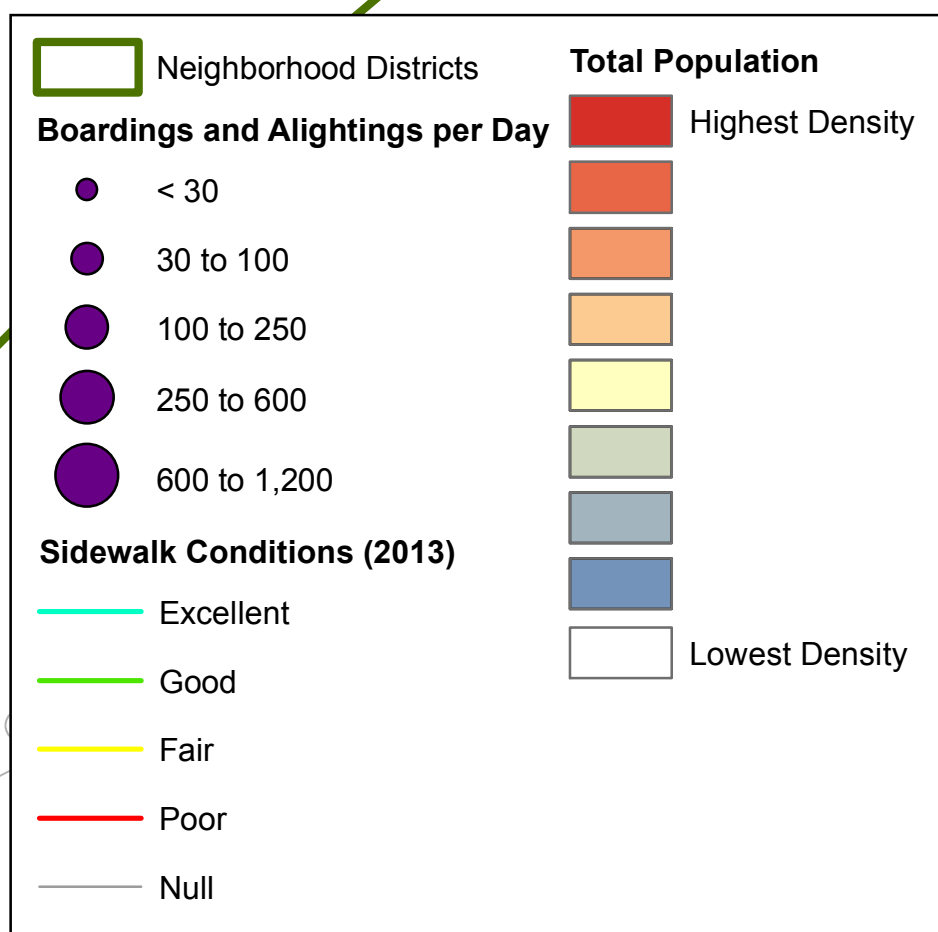 Neighborhood Districts
Boardings and Alightings per Day
< 30
30 to 100
100 to 250
250 to 600
600 to 1,200
Sidewalk Conditions (2013)
Excellent
Good
Fair
Poor
Null
Total Population
Highest Density
Lowest Density